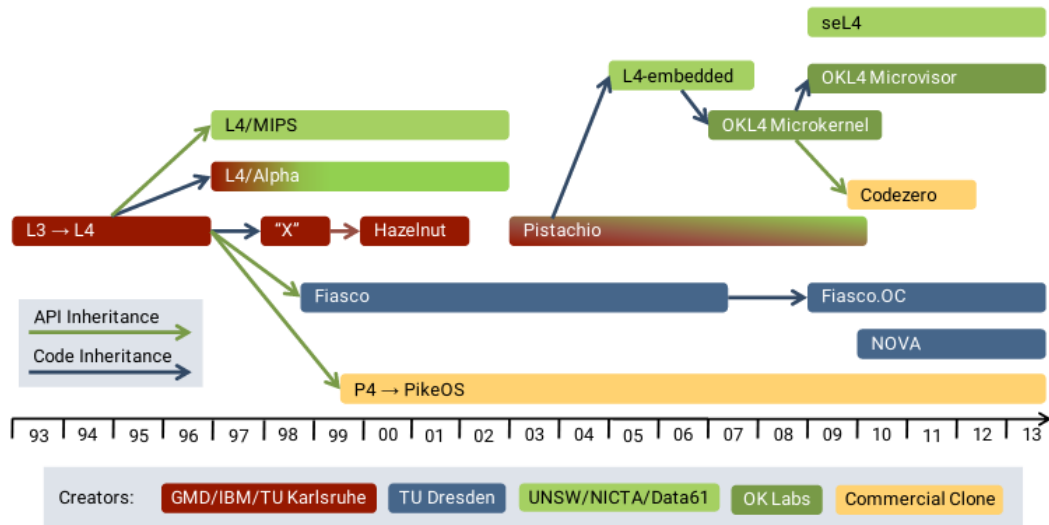 seL4
L4-embedded
OKL4 Microvisor
L4/MIPS
OKL4 Microkernel
L4/Alpha
Codezero
L3 → L4
"X"
Hazelnut
Pistachio
Fiasco
Fiasco.OC
API Inheritance
NOVA
Code Inheritance
P4 → PikeOS
93 94 95 96 97 98 99 00 01 02 03 04 05 06 07 08 09 10 11 12 13
Creators: GMD/IBM/TU Karlsruhe TU Dresden UNSW/NICTA/Data61 OK Labs Commercial Clone